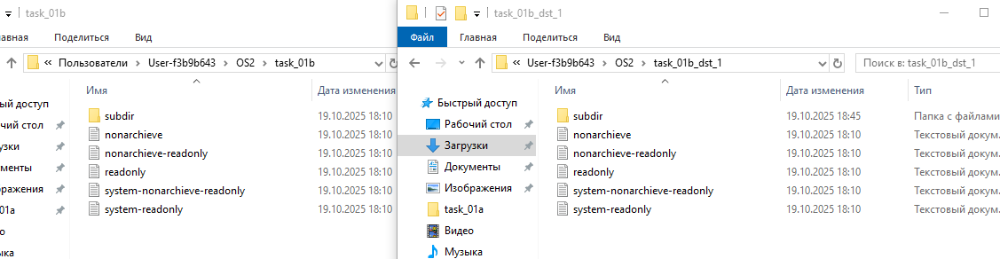 task_01b
авная Поделиться Вид
« Пользователи > User-f3b9b643 > OS2 > task_01b
Имя Дата изменения
ый доступ
очий стол
узки
менты
ражения
01a
о
ыка
subdir 19.10.2025 18:10
nonarchieve 19.10.2025 18:10
nonarchieve-readonly 19.10.2025 18:10
readonly 19.10.2025 18:10
system-nonarchieve-readonly 19.10.2025 18:10
system-readonly 19.10.2025 18:10
task_01b_dst_1
Файл Главная Поделиться Вид
« User-f3b9b643 > OS2 > task_01b_dst_1 Поиск в: task_01b_dst_1
Имя Дата изменения Тип
Быстрый доступ
Рабочий стол
Загрузки
Документы
Изображения
task_01a
Видео
Музыка
subdir 19.10.2025 18:45 Папка с файлами
nonarchieve 19.10.2025 18:10 Текстовый докум...
nonarchieve-readonly 19.10.2025 18:10 Текстовый докум...
readonly 19.10.2025 18:10 Текстовый докум...
system-nonarchieve-readonly 19.10.2025 18:10 Текстовый докум...
system-readonly 19.10.2025 18:10 Текстовый докум...